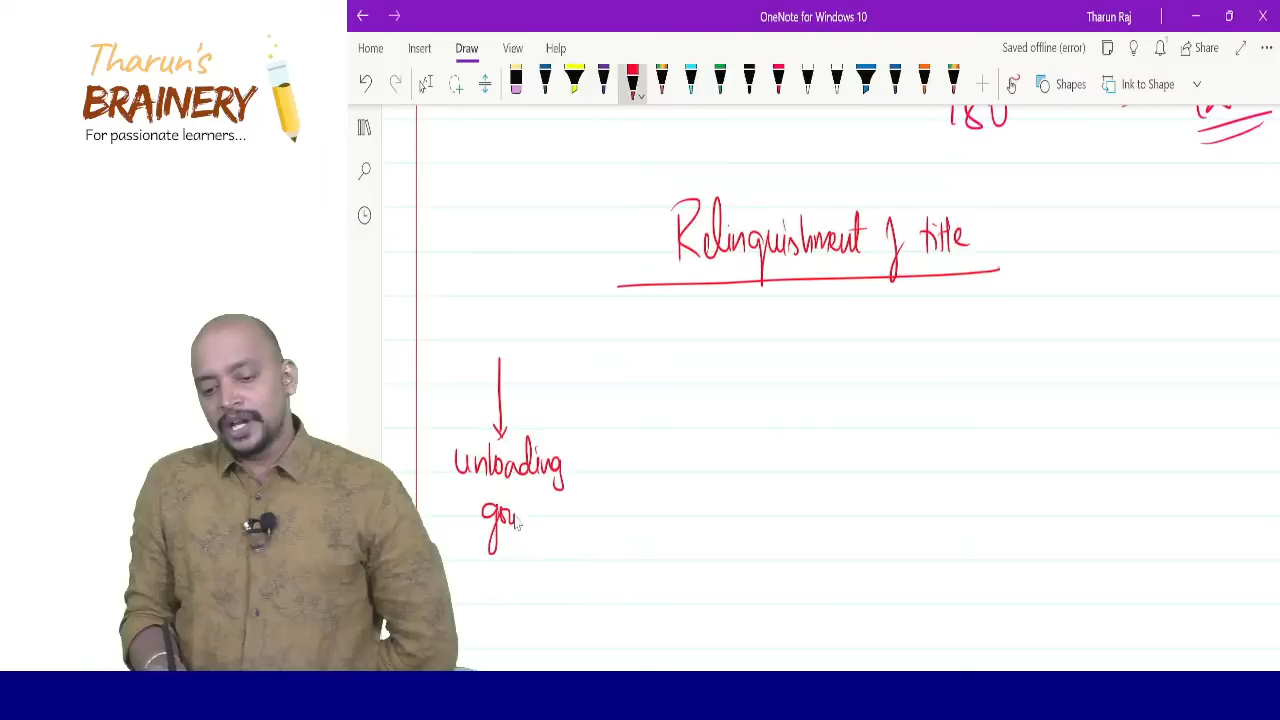 Tharun's
BRAINERY
For passionate learners...
OneNote for Windows 10
Tharun Raj
Home Insert Draw View Help
Saved offline (error)
Share
Shapes
Ink to Shape
180
Relinquishment of title
unloading
gou